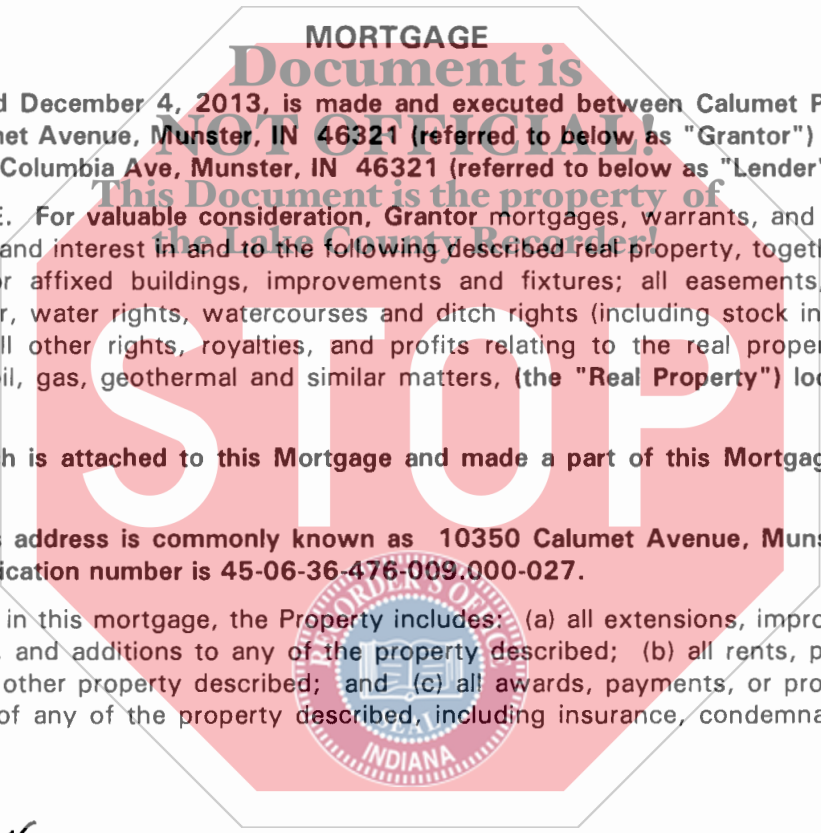 MORTGAGE
Document is
d December 4, 2013, is made and executed between Calumet P
met Avenue, Munster, IN 46321 (referred to below as "Grantor")
NOT OFFICIAL!
Columbia Ave, Munster, IN 46321 (referred to below as "Lender"
This Document is the property of
E. For valuable consideration, Grantor mortgages, warrants, and
the Lake County Recorder!
and interest in and to the following described real property, togeth
or affixed buildings, improvements and fixtures; all easements,
r, water rights, watercourses and ditch rights (including stock in
ll other rights, royalties, and profits relating to the real proper
oil, gas, geothermal and similar matters, (the "Real Property") loc
STOP
h is attached to this Mortgage and made a part of this Mortgag
s address is commonly known as 10350 Calumet Avenue, Muns
ication number is 45-06-36-476-009.000-027.
in this mortgage, the Property includes: (a) all extensions, impro
, and additions to any of the property described; (b) all rents, p
other property described; and (c) all awards, payments, or pro
of any of the property described, including insurance, condemna
RECORDER'S OFFICE
SEAL
INDIANA